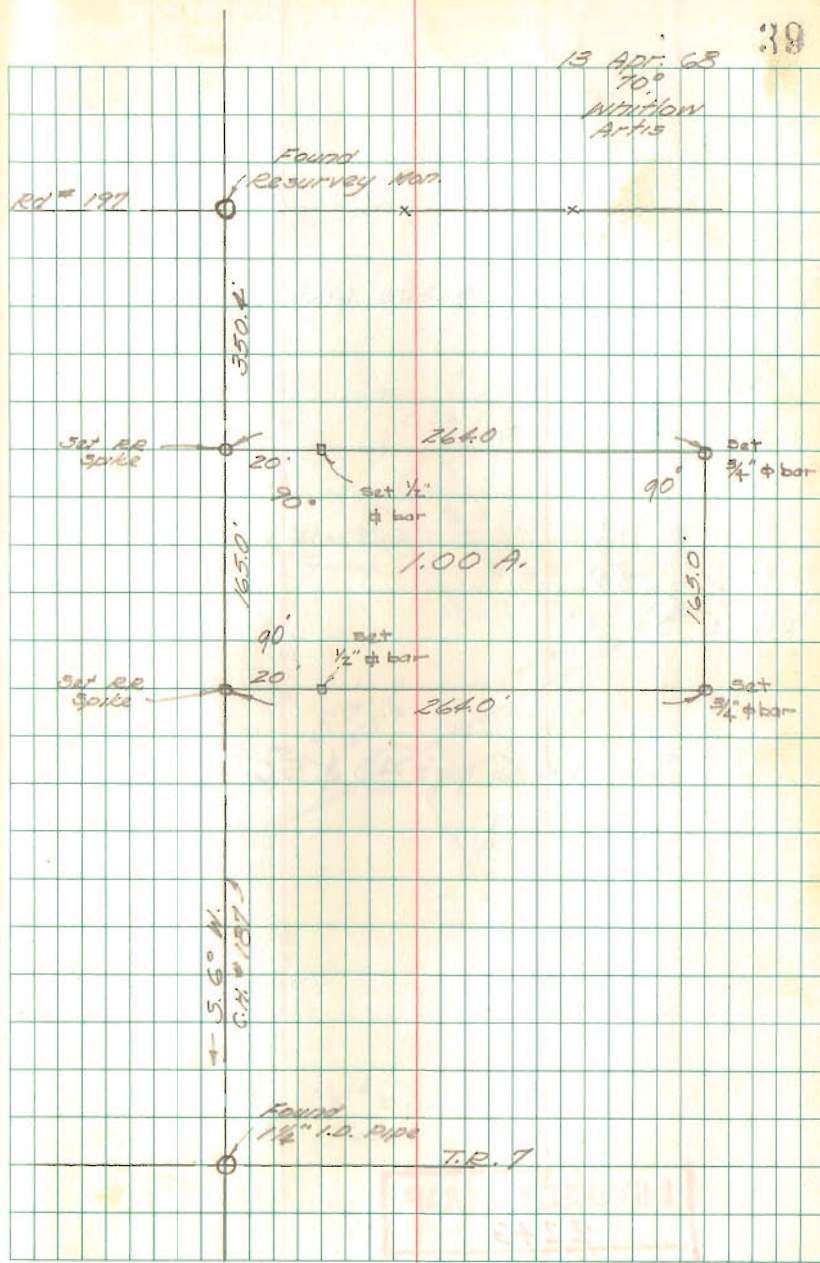 39
13 Apr. 68
70°
Whitlow
Artis
Found
Resurvey Mon.
Rd # 197
350.4'
Set RR
Spike
20'
264.0'
Set
3/4" φ bar
90°
Set 1/2"
φ bar
90°
165.0'
1.00 A.
165.0'
90°
Set
1/2" φ bar
Set RR
Spike
20'
264.0'
Set
3/4" φ bar
S. 6° W.
C.H. # 187
Found
1 1/4" I.D. Pipe
T.R. 7